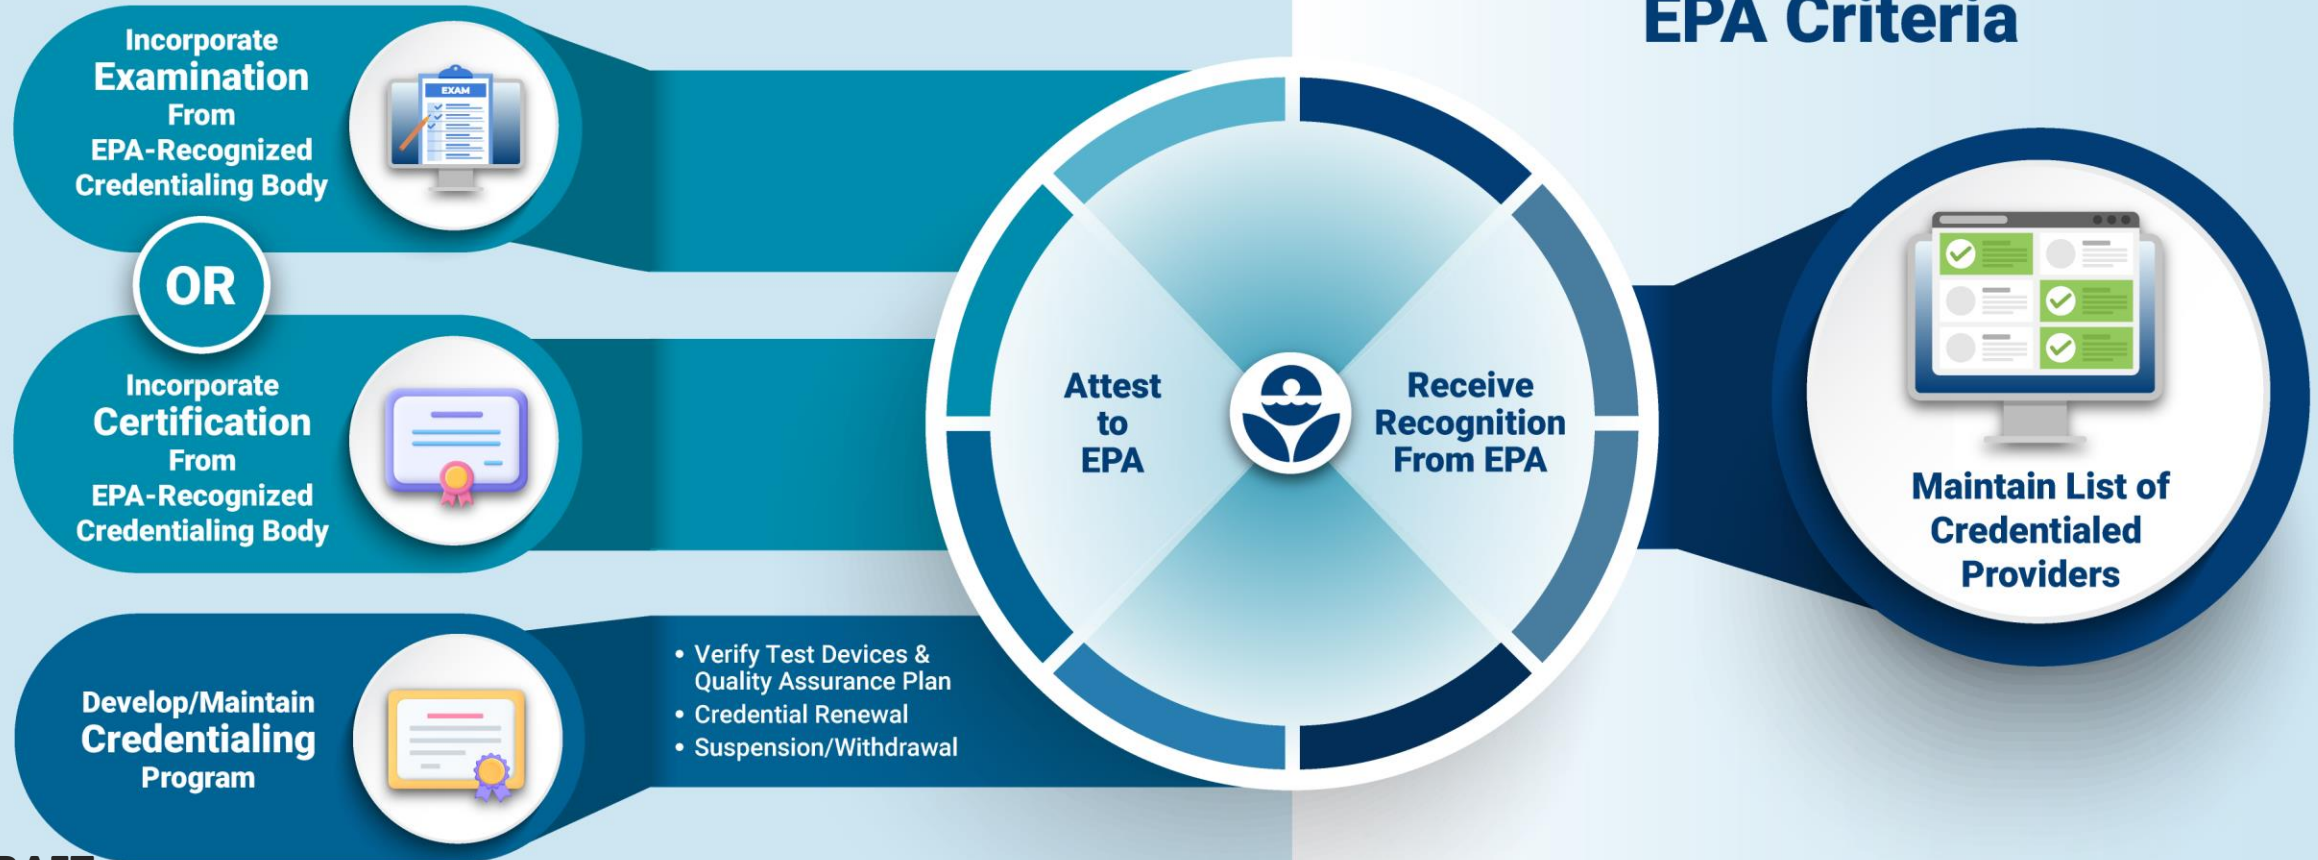 EPA Criteria
Incorporate
Examination
From
EPA-Recognized
Credentialing Body
EXAM
OR
Incorporate
Certification
From
EPA-Recognized
Credentialing Body
Develop/Maintain
Credentialing
Program
• Verify Test Devices &
Quality Assurance Plan
• Credential Renewal
• Suspension/Withdrawal
Attest
to
EPA
Receive
Recognition
From EPA
Maintain List of
Credentialed
Providers